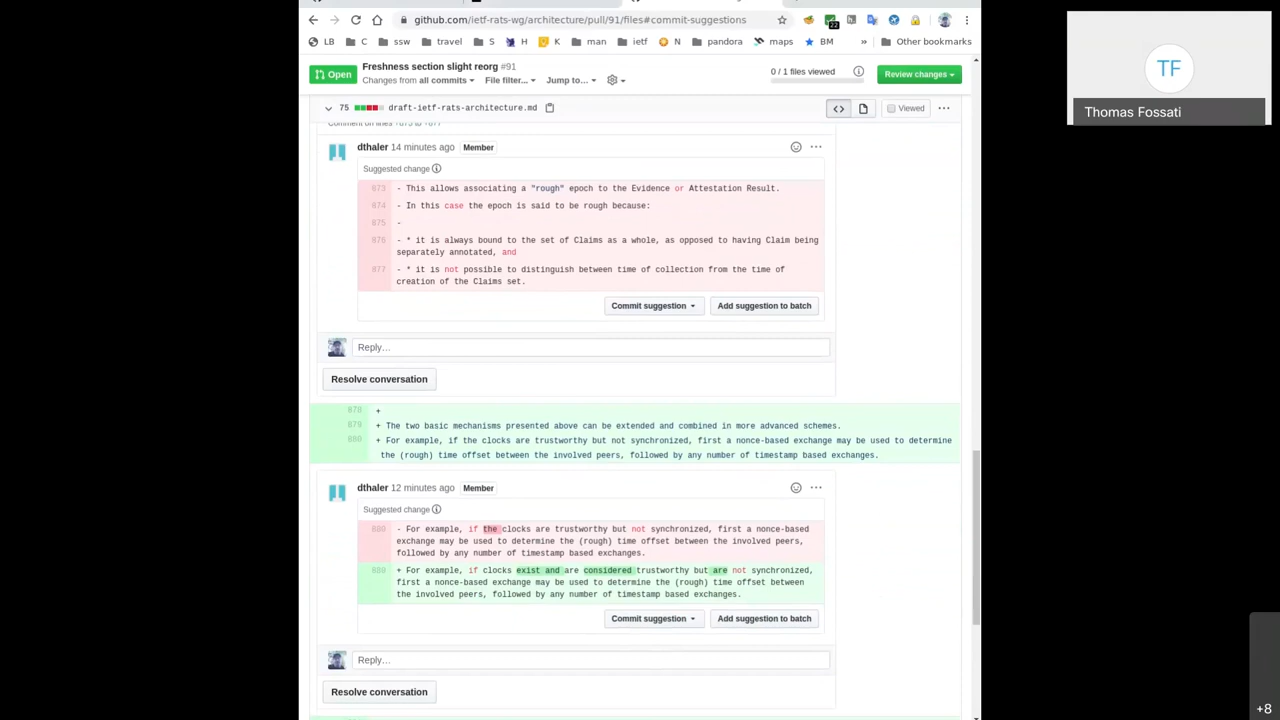 github.com/ietf-rats-wg/architecture/pull/91/files#commit-suggestions
22
LB C ssw travel S H K man ietf N pandora maps BM » Other bookmarks
Open
Freshness section slight reorg #91
Changes from all commits File filter... Jump to...
0 / 1 files viewed
Review changes
75 draft-ietf-rats-architecture.md
Viewed
Comment on lines +673 to +677
dthaler 14 minutes ago Member
Suggested change
673 - This allows associating a "rough" epoch to the Evidence or Attestation Result.
674 - In this case the epoch is said to be rough because:
675 -
676 - * it is always bound to the set of Claims as a whole, as opposed to having Claim being
separately annotated, and
677 - * it is not possible to distinguish between time of collection from the time of
creation of the Claims set.
Commit suggestion Add suggestion to batch
Reply...
Resolve conversation
878 +
879 + The two basic mechanisms presented above can be extended and combined in more advanced schemes.
880 + For example, if the clocks are trustworthy but not synchronized, first a nonce-based exchange may be used to determine
the (rough) time offset between the involved peers, followed by any number of timestamp based exchanges.
dthaler 12 minutes ago Member
Suggested change
880 - For example, if the clocks are trustworthy but not synchronized, first a nonce-based
exchange may be used to determine the (rough) time offset between the involved peers,
followed by any number of timestamp based exchanges.
880 + For example, if clocks exist and are considered trustworthy but are not synchronized,
first a nonce-based exchange may be used to determine the (rough) time offset between
the involved peers, followed by any number of timestamp based exchanges.
Commit suggestion Add suggestion to batch
Reply...
Resolve conversation
TF
Thomas Fossati
+8